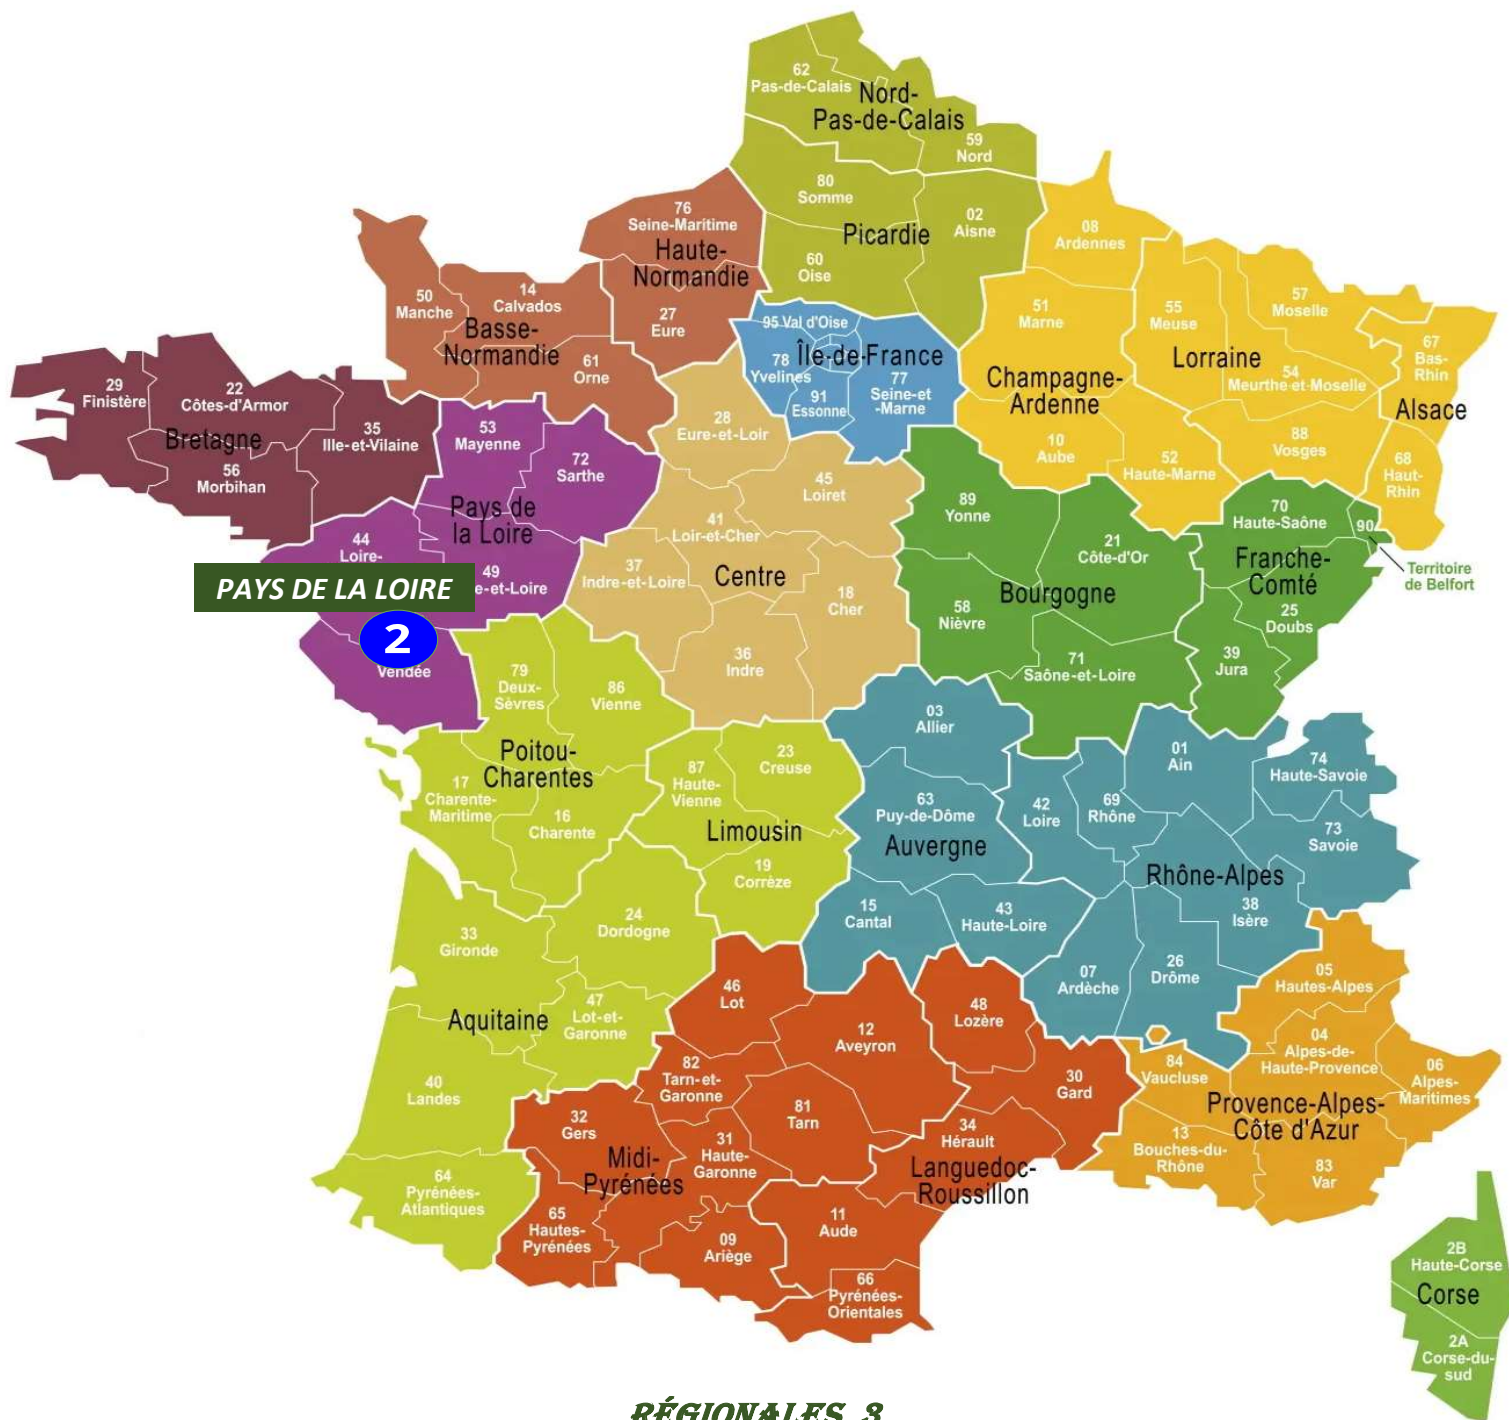 62
Pas-de-Calais
Nord-
Pas-de-Calais
59
Nord
80
Somme
02
Aisne
Picardie
60
Oise
76
Seine-Maritime
Haute-
Normandie
27
Eure
08
Ardennes
50
Manche
14
Calvados
Basse-
Normandie
61
Orne
95 Val d'Oise
Île-de-France
78
Yvelines
91
Essonne
77
Seine-et
-Marne
51
Marne
Champagne-
Ardenne
10
Aube
52
Haute-Marne
55
Meuse
57
Moselle
Lorraine
54
Meurthe-et-Moselle
88
Vosges
67
Bas-
Rhin
Alsace
68
Haut-
Rhin
29
Finistère
22
Côtes-d'Armor
Bretagne
35
Ille-et-Vilaine
56
Morbihan
53
Mayenne
72
Sarthe
Pays de
la Loire
44
Loire-
49
e-et-Loire
PAYS DE LA LOIRE
2
Vendée
28
Eure-et-Loir
45
Loiret
41
Loir-et-Cher
37
Indre-et-Loire
Centre
18
Cher
36
Indre
89
Yonne
21
Côte-d'Or
Bourgogne
58
Nièvre
71
Saône-et-Loire
70
Haute-Saône
90
Territoire
de Belfort
Franche-
Comté
25
Doubs
39
Jura
79
Deux-
Sèvres
86
Vienne
Poitou-
Charentes
17
Charente-
Maritime
16
Charente
87
Haute-
Vienne
23
Creuse
Limousin
19
Corrèze
03
Allier
63
Puy-de-Dôme
Auvergne
15
Cantal
43
Haute-Loire
42
Loire
69
Rhône
01
Ain
74
Haute-Savoie
73
Savoie
Rhône-Alpes
38
Isère
07
Ardèche
26
Drôme
33
Gironde
24
Dordogne
47
Lot-et-
Garonne
Aquitaine
40
Landes
64
Pyrénées-
Atlantiques
46
Lot
12
Aveyron
82
Tarn-et-
Garonne
81
Tarn
32
Gers
31
Haute-
Garonne
Midi-
Pyrénées
65
Hautes-
Pyrénées
09
Ariège
48
Lozère
30
Gard
34
Hérault
Languedoc-
Roussillon
11
Aude
66
Pyrénées-
Orientales
05
Hautes-Alpes
04
Alpes-de-
Haute-Provence
06
Alpes-
Maritimes
84
Vaucluse
Provence-Alpes-
Côte d'Azur
13
Bouches-du-
Rhône
83
Var
2B
Haute-Corse
Corse
2A
Corse-du-
sud
RÉGIONALES 3